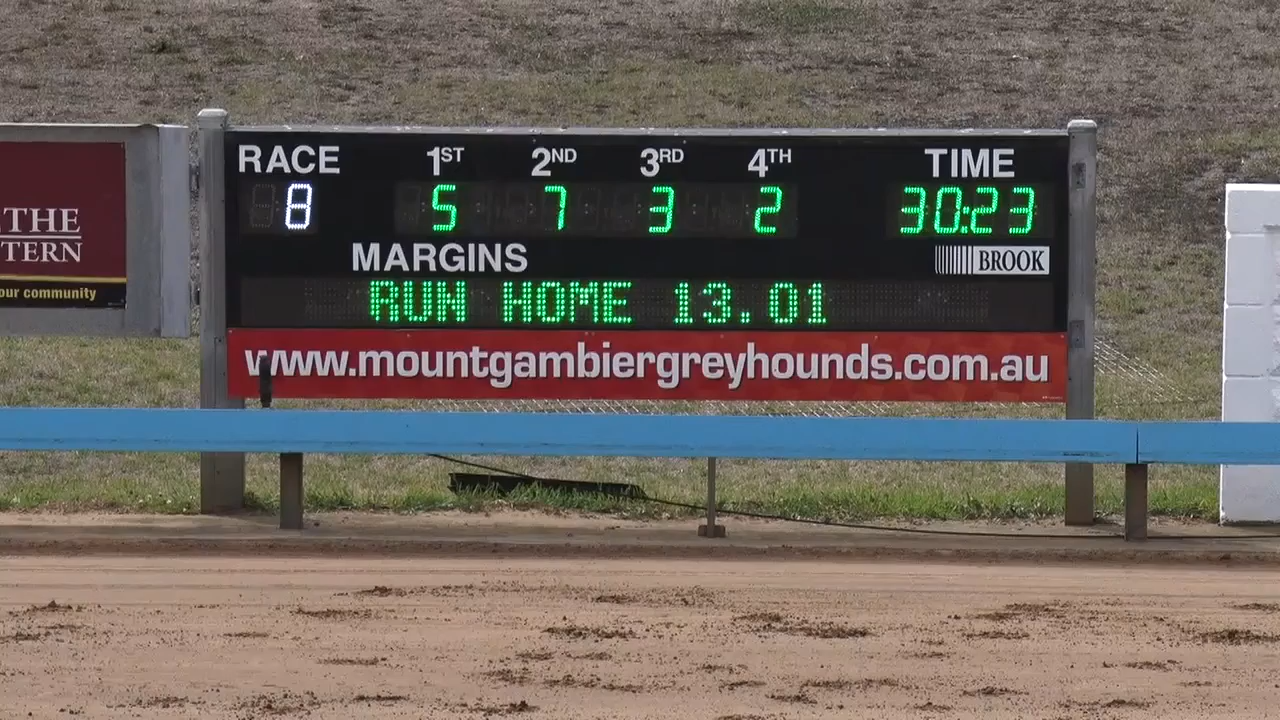 THE
TERN
our community
RACE 1ST 2ND 3RD 4TH TIME
8 5 7 3 2 30:23
MARGINS BROOK
RUN HOME 13.01
www.mountgambiergreyhounds.com.au